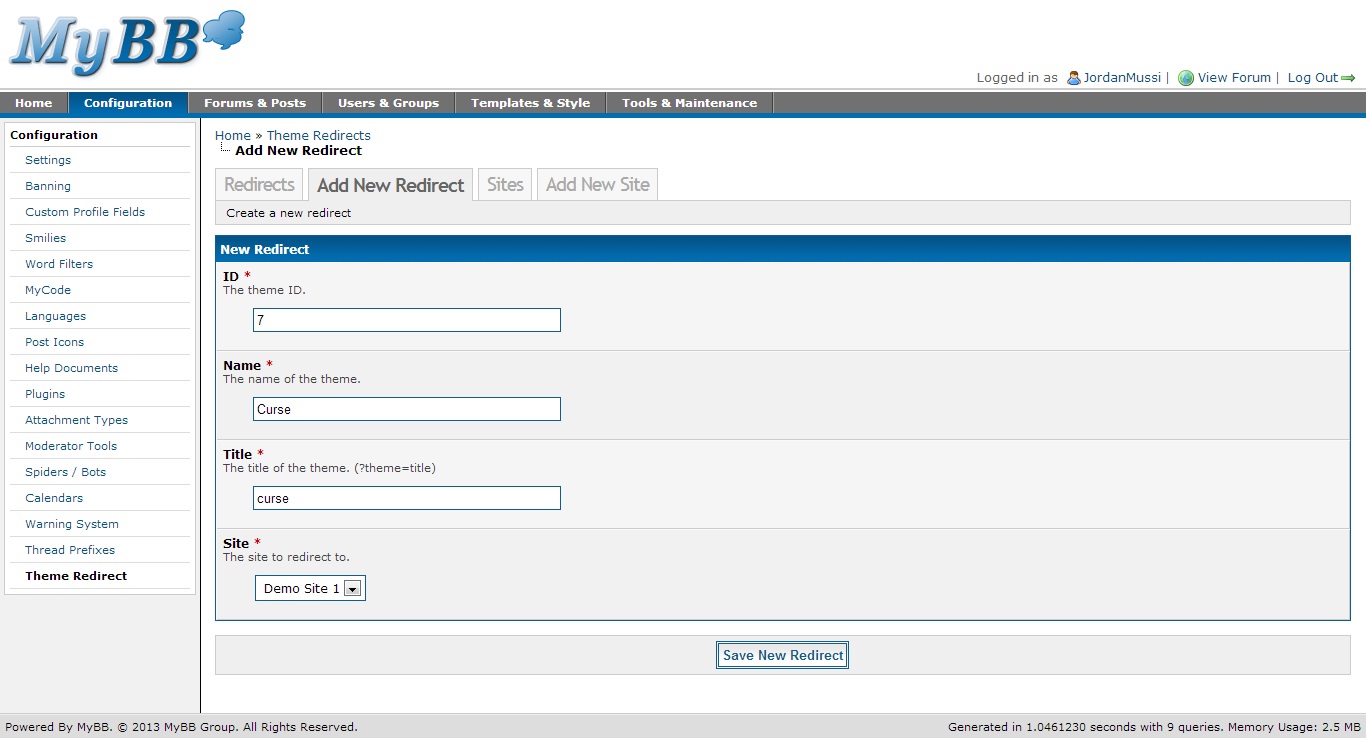 MyBB
Logged in as JordanMussi | View Forum | Log Out
Home Configuration Forums & Posts Users & Groups Templates & Style Tools & Maintenance
Configuration
Settings
Banning
Custom Profile Fields
Smilies
Word Filters
MyCode
Languages
Post Icons
Help Documents
Plugins
Attachment Types
Moderator Tools
Spiders / Bots
Calendars
Warning System
Thread Prefixes
Theme Redirect
Home » Theme Redirects
Add New Redirect
Redirects Add New Redirect Sites Add New Site
Create a new redirect
New Redirect
ID *
The theme ID.
7
Name *
The name of the theme.
Curse
Title *
The title of the theme. (?theme=title)
curse
Site *
The site to redirect to.
Demo Site 1
Save New Redirect
Powered By MyBB. © 2013 MyBB Group. All Rights Reserved.
Generated in 1.0461230 seconds with 9 queries. Memory Usage: 2.5 MB